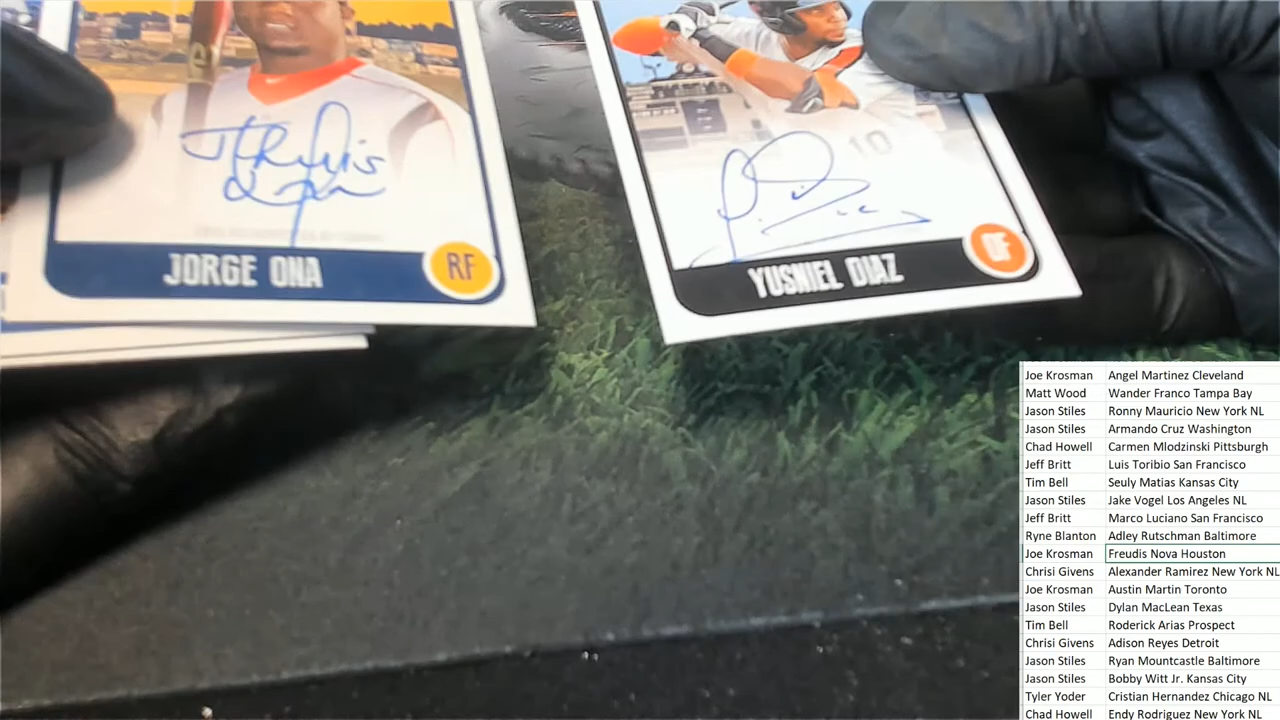 JORGE ONA
RF
10
YUSNIEL DIAZ
OF
Joe Krosman Angel Martinez Cleveland
Matt Wood Wander Franco Tampa Bay
Jason Stiles Ronny Mauricio New York NL
Jason Stiles Armando Cruz Washington
Chad Howell Carmen Mlodzinski Pittsburgh
Jeff Britt Luis Toribio San Francisco
Tim Bell Seuly Matias Kansas City
Jason Stiles Jake Vogel Los Angeles NL
Jeff Britt Marco Luciano San Francisco
Ryne Blanton Adley Rutschman Baltimore
Joe Krosman Freudis Nova Houston
Chrisi Givens Alexander Ramirez New York NL
Joe Krosman Austin Martin Toronto
Jason Stiles Dylan MacLean Texas
Tim Bell Roderick Arias Prospect
Chrisi Givens Adison Reyes Detroit
Jason Stiles Ryan Mountcastle Baltimore
Jason Stiles Bobby Witt Jr. Kansas City
Tyler Yoder Cristian Hernandez Chicago NL
Chad Howell Endy Rodriguez New York NL